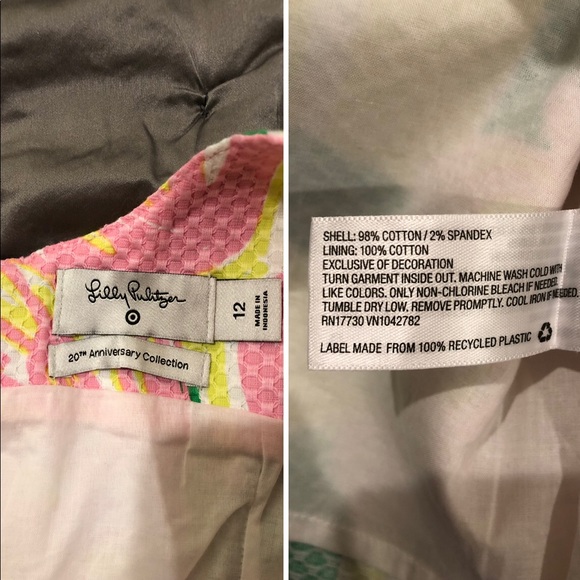 Lilly Pulitzer
12
MADE IN
INDONESIA
20TH Anniversary Collection
SHELL: 98% COTTON / 2% SPANDEX
LINING: 100% COTTON
EXCLUSIVE OF DECORATION
TURN GARMENT INSIDE OUT. MACHINE WASH COLD WITH
LIKE COLORS. ONLY NON-CHLORINE BLEACH IF NEEDED.
TUMBLE DRY LOW. REMOVE PROMPTLY. COOL IRON IF NEEDED.
RN17730 VN1042782
LABEL MADE FROM 100% RECYCLED PLASTIC